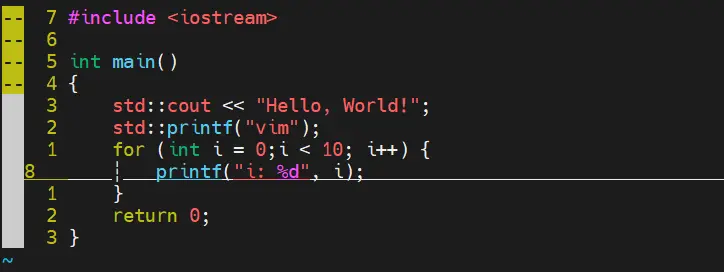 -- 7 #include <iostream>
-- 6
-- 5 int main()
-- 4 {
3     std::cout << "Hello, World!";
2     std::printf("vim");
1     for (int i = 0;i < 10; i++) {
8     ¦   printf("i: %d", i);
1     }
2     return 0;
3 }
~